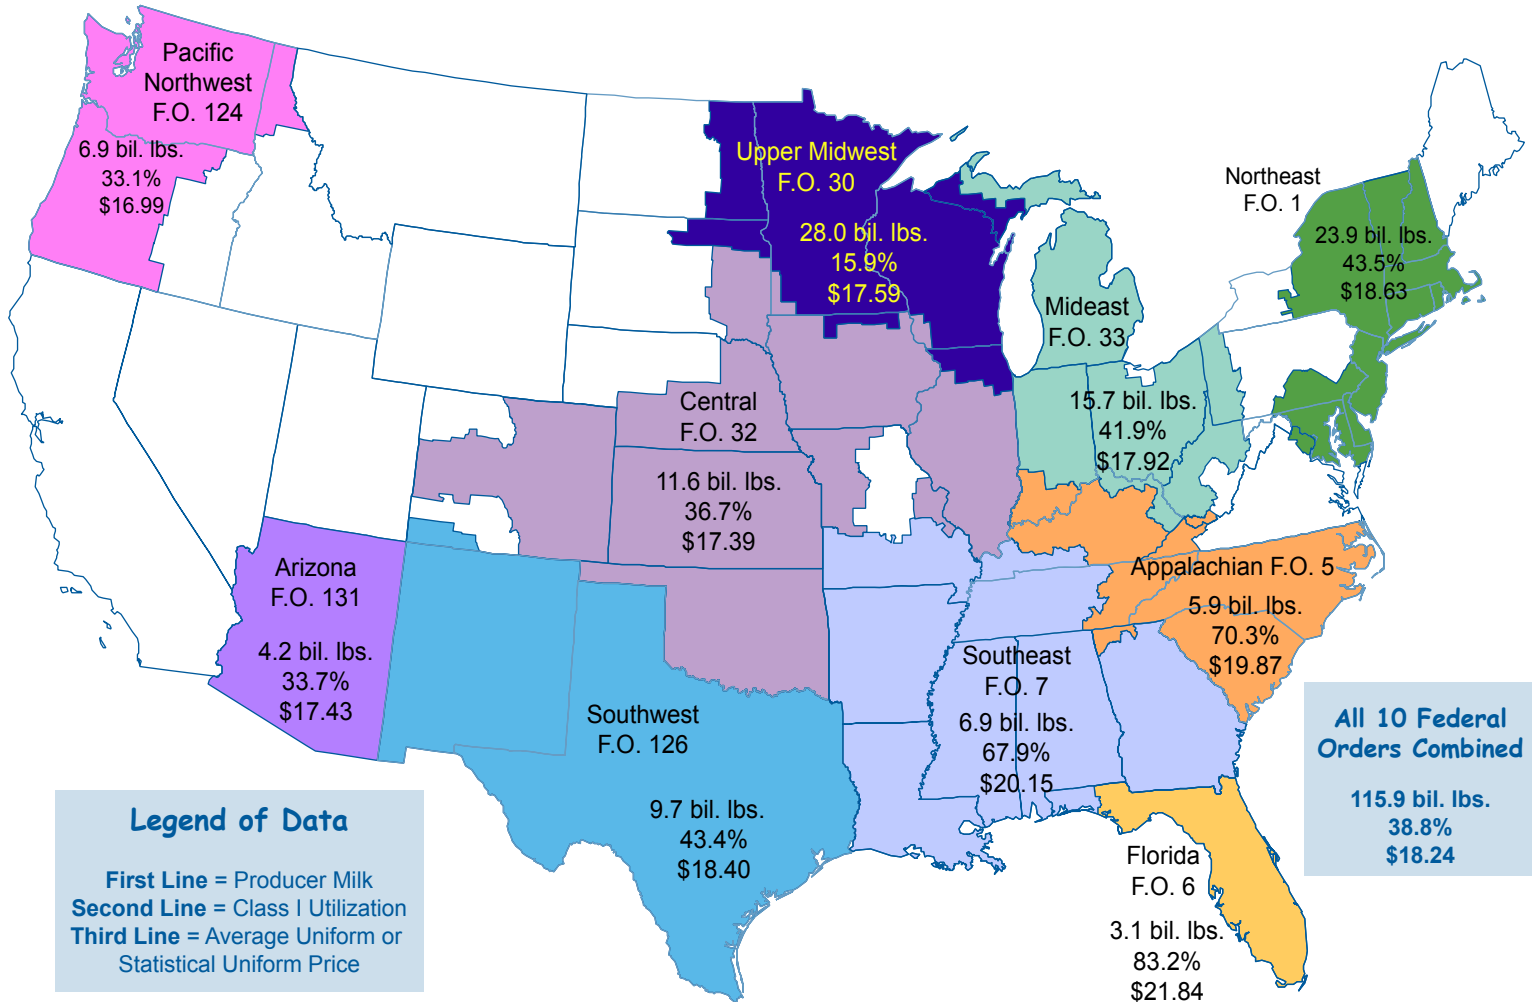 Pacific
Northwest
F.O. 124
6.9 bil. lbs.
33.1%
$16.99
Upper Midwest
F.O. 30
28.0 bil. lbs.
15.9%
$17.59
Northeast
F.O. 1
23.9 bil. lbs.
43.5%
$18.63
Mideast
F.O. 33
15.7 bil. lbs.
41.9%
$17.92
Central
F.O. 32
11.6 bil. lbs.
36.7%
$17.39
Arizona
F.O. 131
4.2 bil. lbs.
33.7%
$17.43
Appalachian F.O. 5
5.9 bil. lbs.
70.3%
$19.87
Southeast
F.O. 7
6.9 bil. lbs.
67.9%
$20.15
Southwest
F.O. 126
9.7 bil. lbs.
43.4%
$18.40
Florida
F.O. 6
3.1 bil. lbs.
83.2%
$21.84
All 10 Federal
Orders Combined
115.9 bil. lbs.
38.8%
$18.24
Legend of Data
First Line = Producer Milk
Second Line = Class I Utilization
Third Line = Average Uniform or
Statistical Uniform Price